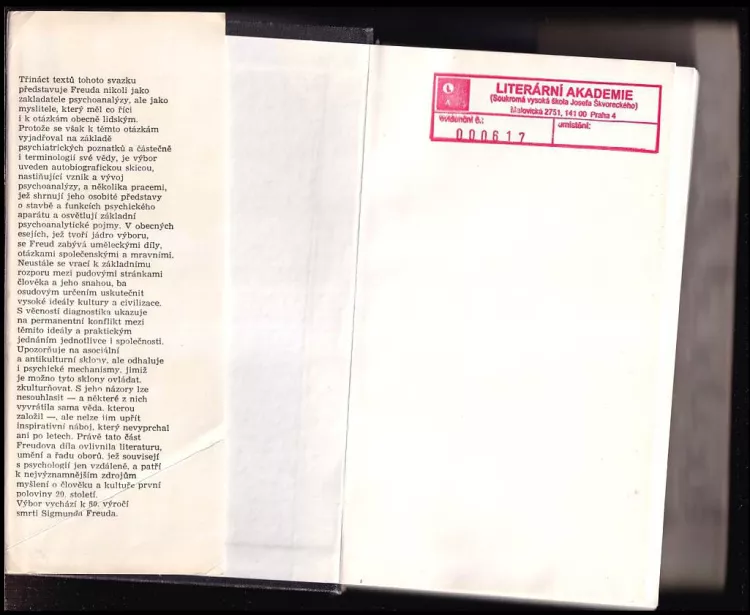 Třináct textů tohoto svazku
představuje Freuda nikoli jako
zakladatele psychoanalýzy, ale jako
myslitele, který měl co říci
i k otázkám obecně lidským.
Protože se však k těmto otázkám
vyjadřoval na základě
psychiatrických poznatků a částečně
i terminologií své vědy, je výbor
uveden autobiografickou skicou,
nastiňující vznik a vývoj
psychoanalýzy, a několika pracemi,
jež shrnují jeho osobité představy
o stavbě a funkcích psychického
aparátu a osvětlují základní
psychoanalytické pojmy. V obecných
esejích, jež tvoří jádro výboru,
se Freud zabývá uměleckými díly,
otázkami společenskými a mravními.
Neustále se vrací k základnímu
rozporu mezi pudovými stránkami
člověka a jeho snahou, ba
osudovým určením uskutečnit
vysoké ideály kultury a civilizace.
S věcností diagnostika ukazuje
na permanentní konflikt mezi
těmito ideály a praktickým
jednáním jednotlivce i společnosti.
Upozorňuje na asociální
a antikulturní sklony, ale odhaluje
i psychické mechanismy, jimiž
je možno tyto sklony ovládat,
zkulturňovat. S jeho názory lze
nesouhlasit — a některé z nich
vyvrátila sama věda, kterou
založil —, ale nelze jim upřít
inspirativní náboj, který nevyprchal
ani po letech. Právě tato část
Freudova díla ovlivnila literaturu,
umění a řadu oborů, jež souvisejí
s psychologií jen vzdáleně, a patří
k nejvýznamnějším zdrojům
myšlení o člověku a kultuře první
poloviny 20. století.
Výbor vychází k 50. výročí
smrti Sigmunda Freuda.
LITERÁRNÍ AKADEMIE
(Soukromá vysoká škola Josefa Škvoreckého)
Malovická 2751, 141 00 Praha 4
evidenční č.:
umístění:
000617